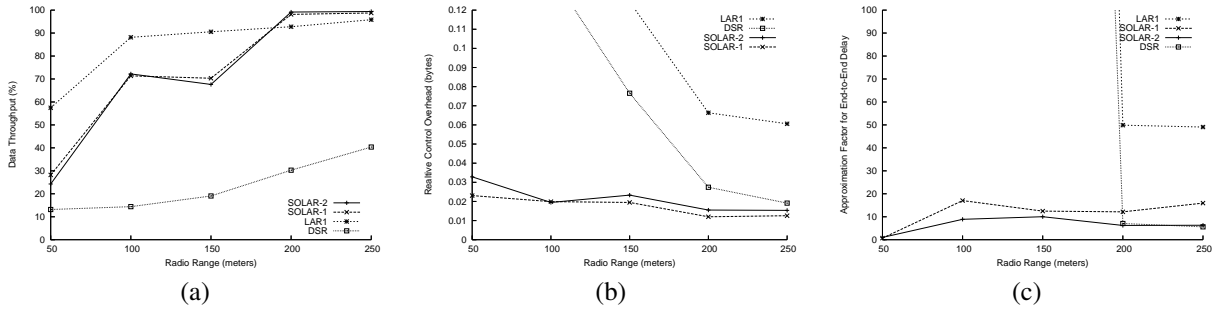 100
90
80
70
60
50
40
30
20
10
0
Data Throughput (%)
SOLAR-2
SOLAR-1
LAR1
DSR
50 100 150 200 250
Radio Range (meters)
(a)
0.12
0.11
0.1
0.09
0.08
0.07
0.06
0.05
0.04
0.03
0.02
0.01
0
Realtive Control Overhead (bytes)
LAR1
DSR
SOLAR-2
SOLAR-1
50 100 150 200 250
Radio Range (meters)
(b)
100
90
80
70
60
50
40
30
20
10
0
Approximation Factor for End-to-End Delay
LAR1
SOLAR-1
SOLAR-2
DSR
50 100 150 200 250
Radio Range (meters)
(c)